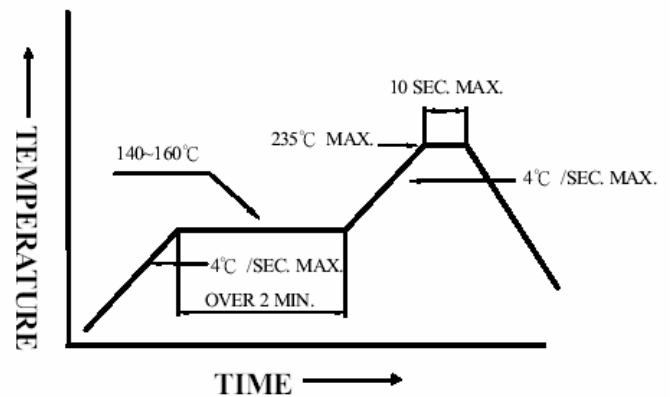 10 SEC. MAX.
235℃ MAX.
140~160℃
4℃ /SEC. MAX.
4℃ /SEC. MAX.
OVER 2 MIN.
TEMPERATURE
TIME